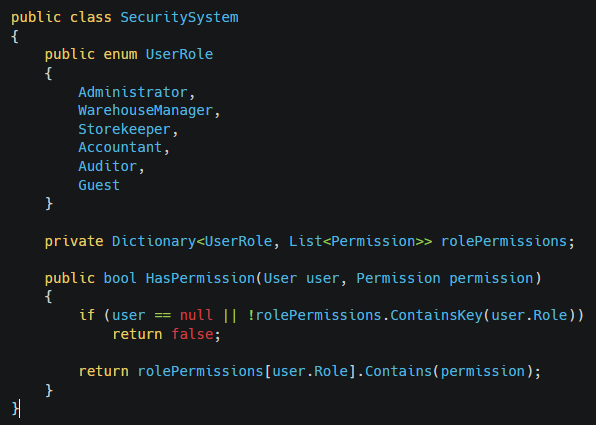 public class SecuritySystem
{
    public enum UserRole
    {
        Administrator,
        WarehouseManager,
        Storekeeper,
        Accountant,
        Auditor,
        Guest
    }

    private Dictionary<UserRole, List<Permission>> rolePermissions;

    public bool HasPermission(User user, Permission permission)
    {
        if (user == null || !rolePermissions.ContainsKey(user.Role))
            return false;

        return rolePermissions[user.Role].Contains(permission);
    }
}